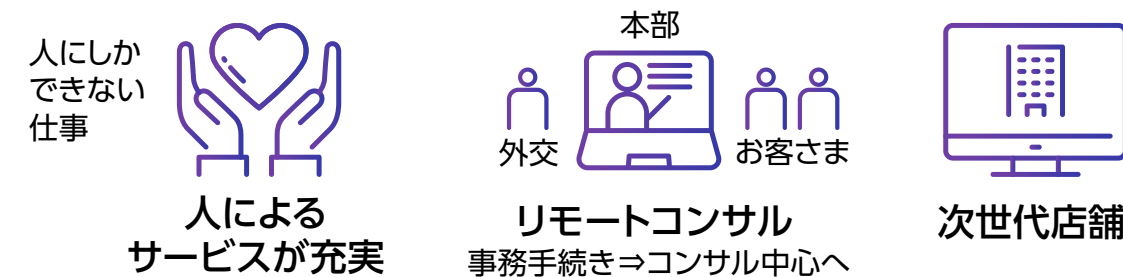 人にしか
できない
仕事
人による
サービスが充実
本部
外交
お客さま
リモートコンサル
事務手続き⇒コンサル中心へ
次世代店舗